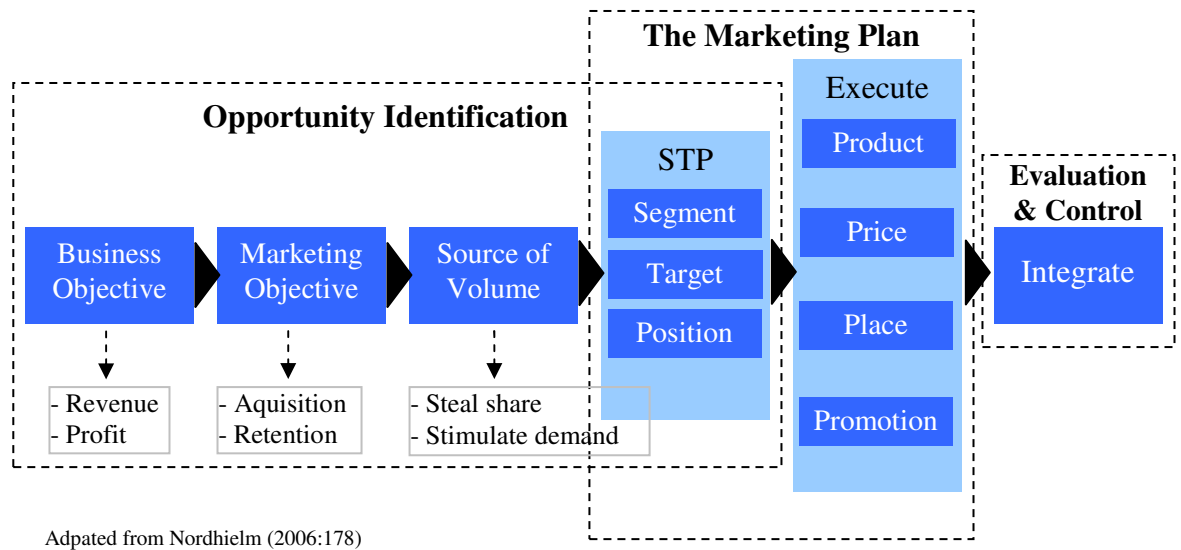 The Marketing Plan
Opportunity Identification
Business
Objective
- Revenue
- Profit
Marketing
Objective
- Aquisition
- Retention
Source of
Volume
- Steal share
- Stimulate demand
STP
Segment
Target
Position
Execute
Product
Price
Place
Promotion
Evaluation
& Control
Integrate
Adpated from Nordhielm (2006:178)